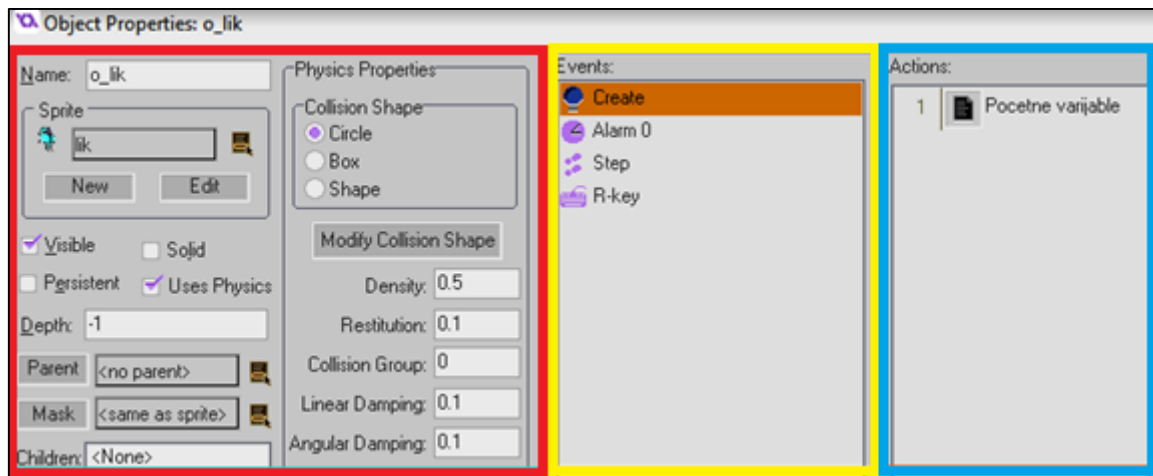 Object Properties: o_lik
Name: o_lik
Sprite
lik
New Edit
Visible Solid
Persistent Uses Physics
Depth: -1
Parent <no parent>
Mask <same as sprite>
Children: <None>
Physics Properties
Collision Shape
Circle
Box
Shape
Modify Collision Shape
Density: 0.5
Restitution: 0.1
Collision Group: 0
Linear Damping: 0.1
Angular Damping: 0.1
Events:
Create
Alarm 0
Step
R-key
Actions:
1 Pocetne varijable